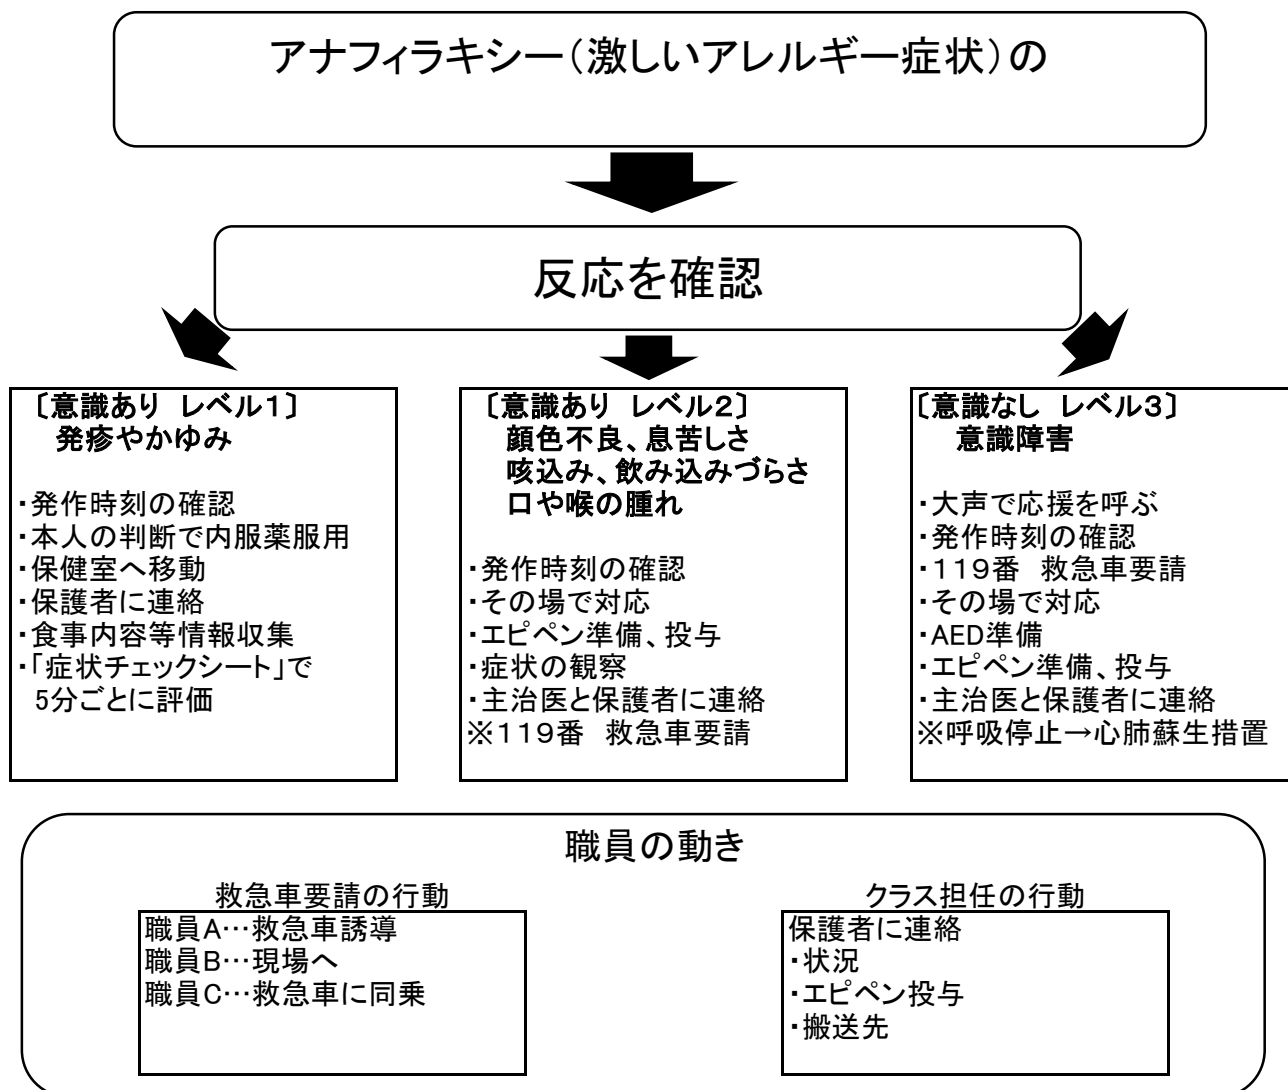 アナフィラキシー(激しいアレルギー症状)の
反応を確認
〔意識あり レベル1〕
発疹やかゆみ
・発作時刻の確認
・本人の判断で内服薬服用
・保健室へ移動
・保護者に連絡
・食事内容等情報収集
・「症状チェックシート」で
5分ごとに評価
〔意識あり レベル2〕
顔色不良、息苦しさ
咳込み、飲み込みづらさ
口や喉の腫れ
・発作時刻の確認
・その場で対応
・エピペン準備、投与
・症状の観察
・主治医と保護者に連絡
※119番 救急車要請
〔意識なし レベル3〕
意識障害
・大声で応援を呼ぶ
・発作時刻の確認
・119番 救急車要請
・その場で対応
・AED準備
・エピペン準備、投与
・主治医と保護者に連絡
※呼吸停止→心肺蘇生措置
職員の動き
救急車要請の行動
職員A…救急車誘導
職員B…現場へ
職員C…救急車に同乗
クラス担任の行動
保護者に連絡
・状況
・エピペン投与
・搬送先